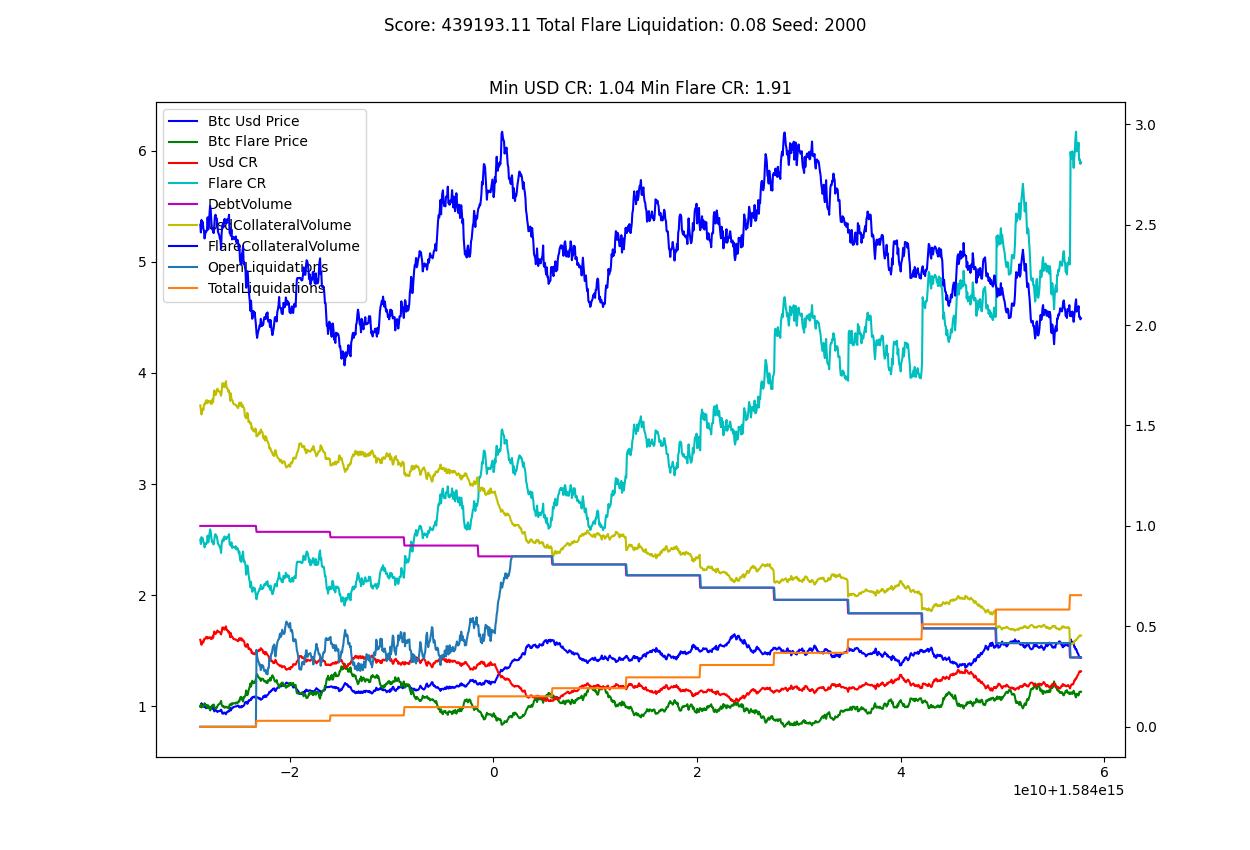 Score: 439193.11 Total Flare Liquidation: 0.08 Seed: 2000
Min USD CR: 1.04 Min Flare CR: 1.91
Btc Usd Price
Btc Flare Price
Usd CR
Flare CR
DebtVolume
UsdCollateralVolume
FlareCollateralVolume
OpenLiquidations
TotalLiquidations
6
5
4
3
2
1
3.0
2.5
2.0
1.5
1.0
0.5
0.0
−2 0 2 4 6
1e10+1.584e15